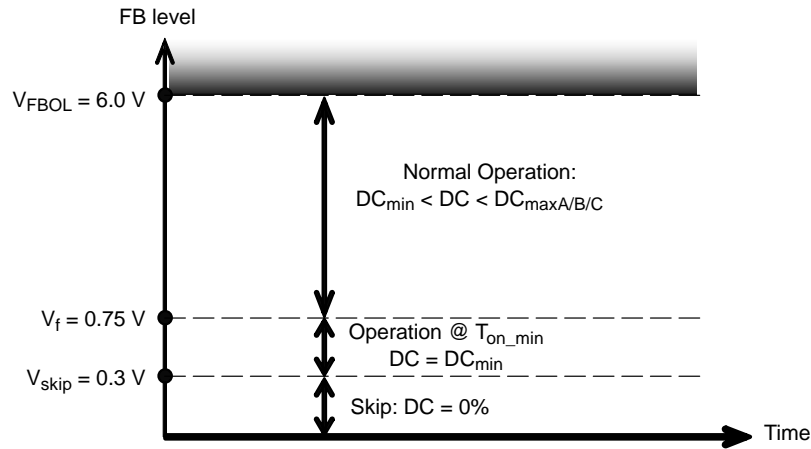 FB level
V_FBOL = 6.0 V
Normal Operation:
DC_min < DC < DC_maxA/B/C
V_f = 0.75 V
Operation @ T_on_min
DC = DC_min
V_skip = 0.3 V
Skip: DC = 0%
Time